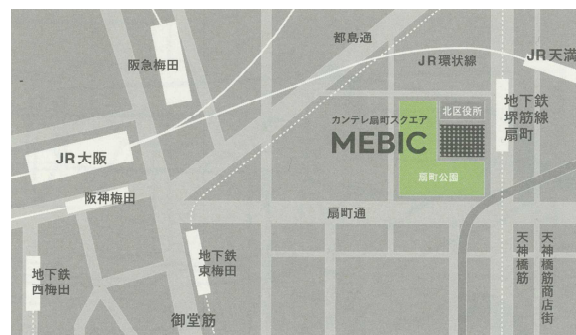 都島通
JR環状線
JR天満
阪急梅田
カンテレ扇町スクエア
MEBIC
北区役所
地下鉄
堺筋線
扇町
JR大阪
扇町公園
阪神梅田
扇町通
地下鉄
東梅田
地下鉄
西梅田
御堂筋
天神橋筋
天神橋筋商店街